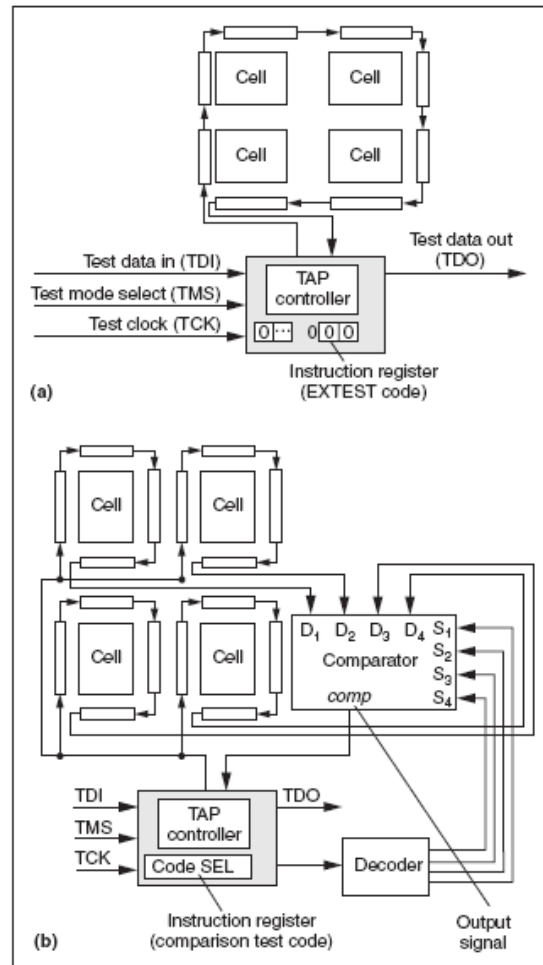 Cell Cell
Cell Cell
Test data in (TDI)
Test mode select (TMS)
Test clock (TCK)
TAP
controller
0 ... 0 0 0
Test data out
(TDO)
Instruction register
(EXTEST code)
(a)
Cell Cell
Cell Cell
D1 D2 D3 D4
S1
S2
S3
S4
Comparator
comp
TDI
TMS
TCK
TAP
controller
Code SEL
TDO
Decoder
Instruction register
(comparison test code)
Output
signal
(b)